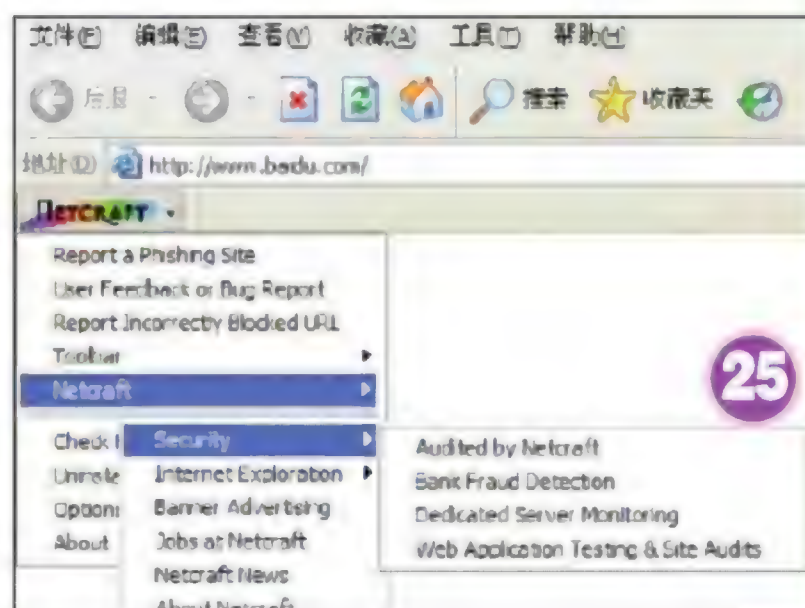 文件(F) 编辑(E) 查看(V) 收藏(A) 工具(T) 帮助(H)
后退 搜索 收藏夹
地址(D) http://www.baidu.com/
NETCRAFT
Report a Phishing Site
User Feedback or Bug Report
Report Incorrectly Blocked URL
Toolbar
Netcraft
25
Check
Security
Audited by Netcraft
Internet Exploration
Bank Fraud Detection
Banner Advertising
Dedicated Server Monitoring
About
Jobs at Netcraft
Web Application Testing & Site Audits
Netcraft News
About Netcraft